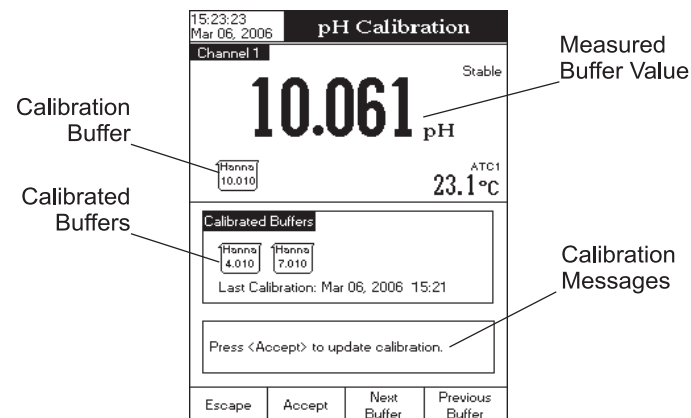 15:23:23
Mar 06, 2006
pH Calibration
Channel 1
Stable
Measured
Buffer Value
10.061 pH
Calibration
Buffer
Hanna
10.010
ATC1
23.1°C
Calibrated
Buffers
Calibrated Buffers
Hanna
4.010
Hanna
7.010
Last Calibration: Mar 06, 2006 15:21
Calibration
Messages
Press <Accept> to update calibration.
Escape
Accept
Next
Buffer
Previous
Buffer